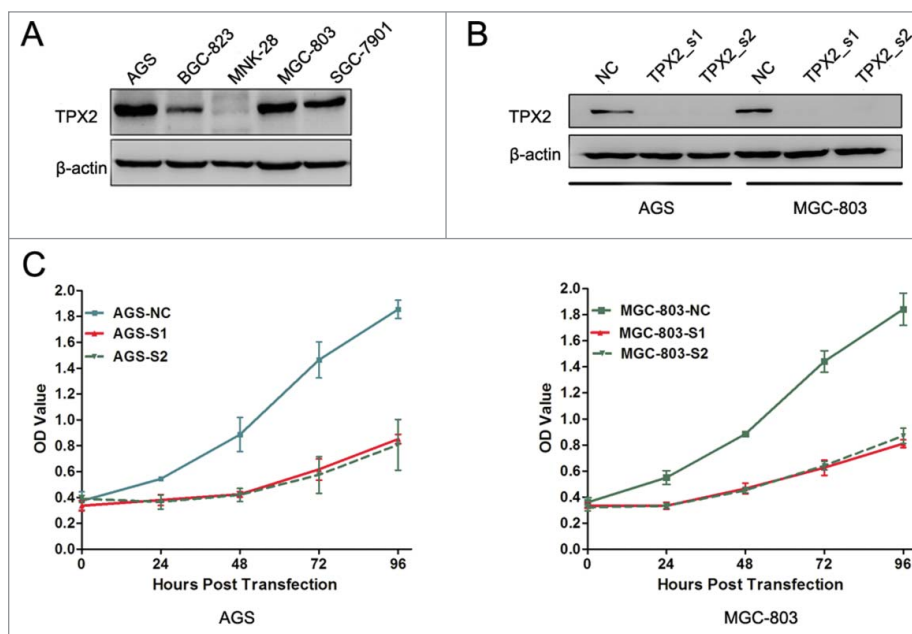 A
AGS BGC-823 MNK-28 MGC-803 SGC-7901
TPX2
β-actin
B
NC TPX2_s1 TPX2_s2 NC TPX2_s1 TPX2_s2
TPX2
β-actin
AGS MGC-803
C
2.0
1.8
1.6
1.4
1.2
1.0
0.8
0.6
0.4
0.2
0.0
OD Value
AGS-NC
AGS-S1
AGS-S2
0 24 48 72 96
Hours Post Transfection
AGS
2.0
1.8
1.6
1.4
1.2
1.0
0.8
0.6
0.4
0.2
0.0
OD Value
MGC-803-NC
MGC-803-S1
MGC-803-S2
0 24 48 72 96
Hours Post Transfection
MGC-803